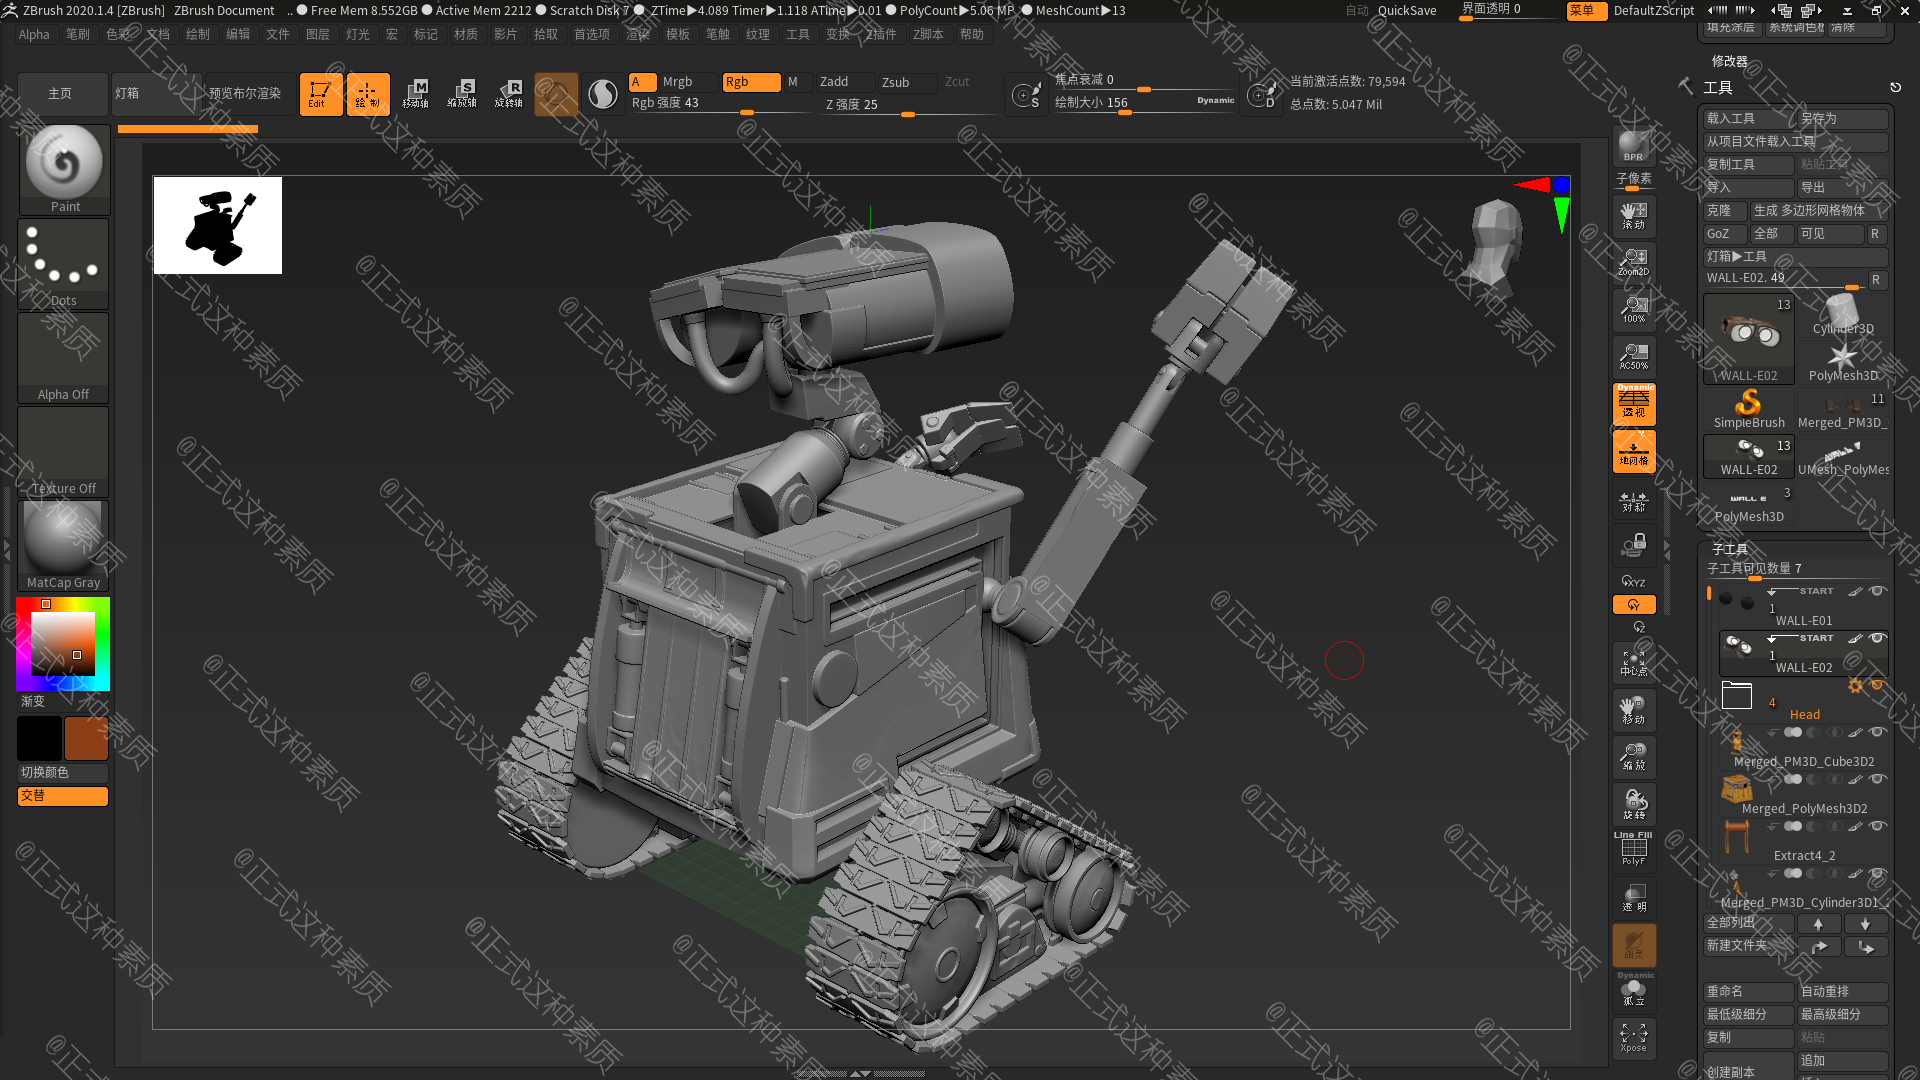 ZBrush 2020.1.4 [ZBrush] ZBrush Document .. Free Mem 8.552GB Active Mem 2212 Scratch Disk 7 ZTime▶4.089 Timer▶1.118 ATime▶0.01 PolyCount▶5.06 MP MeshCount▶13 自动 QuickSave 界面透明 0 菜单 DefaultZScript
Alpha 笔刷 色彩 文档 绘制 编辑 文件 图层 灯光 宏 标记 材质 影片 拾取 首选项 渲染 模板 笔触 纹理 工具 变换 Z插件 Z脚本 帮助
主页 灯箱 预览布尔渲染 Edit 绘制 移动轴 缩放轴 旋转轴
A Mrgb Rgb M Zadd Zsub Zcut
Rgb 强度 43 Z 强度 25
焦点衰减 0
绘制大小 156 Dynamic
当前激活点数: 79,594
总点数: 5.047 Mil
Paint
Dots
Alpha Off
Texture Off
MatCap Gray
渐变
切换颜色
交替
BPR
子像素
滚动
Zoom2D
100%
AC50%
Dynamic
透视
地网格
对称
XYZ
Y
Z
中心点
移动
缩放
旋转
Line Fill
PolyF
透明
Dynamic
孤立
Xpose
填充涂层 清除
修改器
工具
载入工具 另存为
从项目文件载入工具
复制工具 粘贴工具
导入 导出
克隆 生成 多边形网格物体
GoZ 全部 可见 R
灯箱▶工具
WALL-E02. 49 R
13
WALL-E02 Cylinder3D
PolyMesh3D
11
SimpleBrush Merged_PM3D_
13
WALL-E02 UMesh_PolyMes
3
PolyMesh3D
子工具
子工具可见数量 7
START
1
WALL-E01
START
1
WALL-E02
4
Head
Merged_PM3D_Cube3D2
Merged_PolyMesh3D2
Extract4_2
Merged_PM3D_Cylinder3D1_
全部列出
新建文件夹
重命名 自动重排
最低级细分 最高级细分
复制 粘贴
创建副本 追加
@正式这种素质